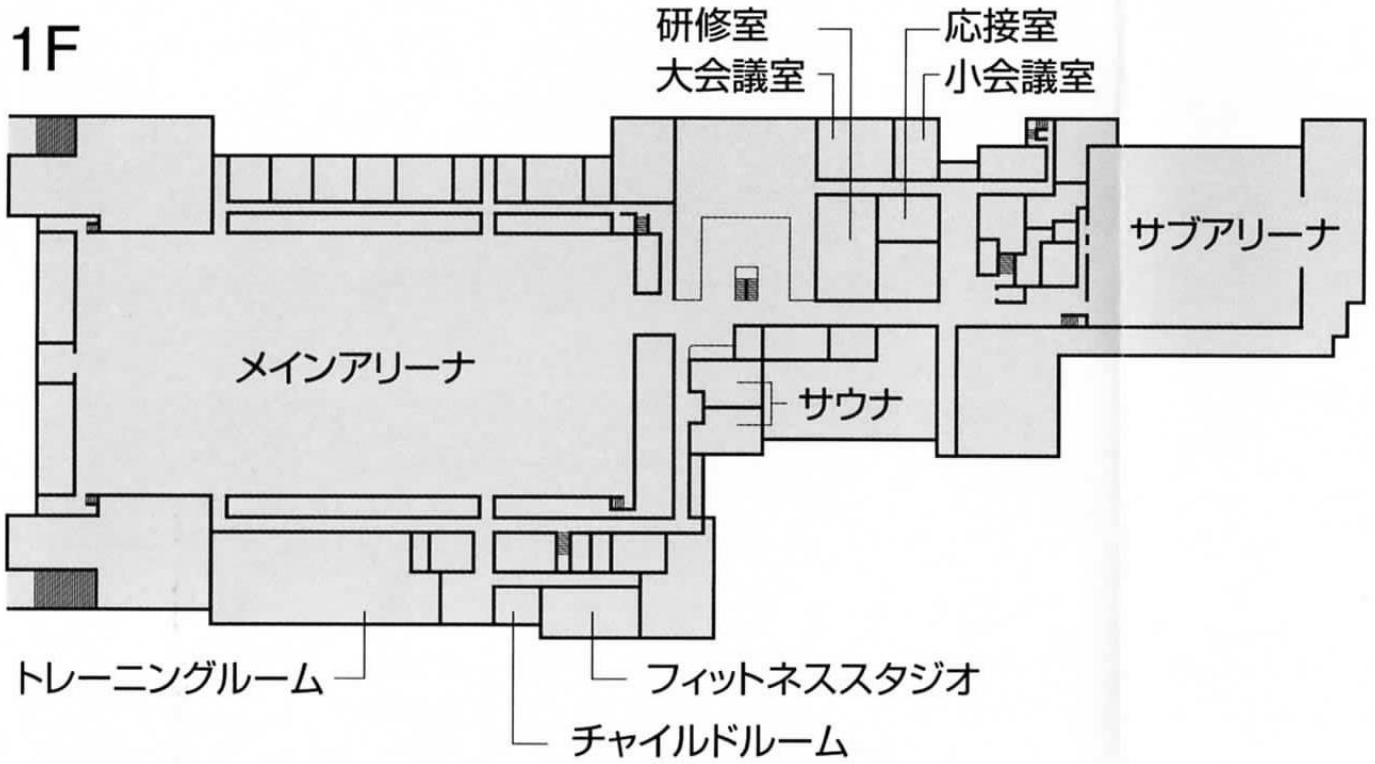 1F
研修室
応接室
大会議室
小会議室
サブアリーナ
メインアリーナ
サウナ
トレーニングルーム
フィットネススタジオ
チャイルドルーム